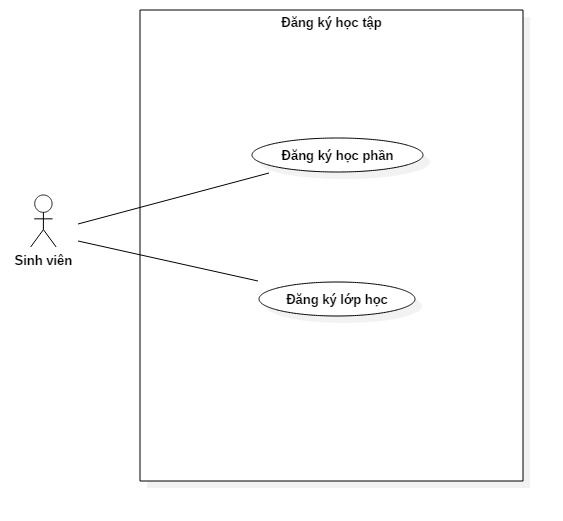 Đăng ký học tập
Đăng ký học phần
Sinh viên
Đăng ký lớp học